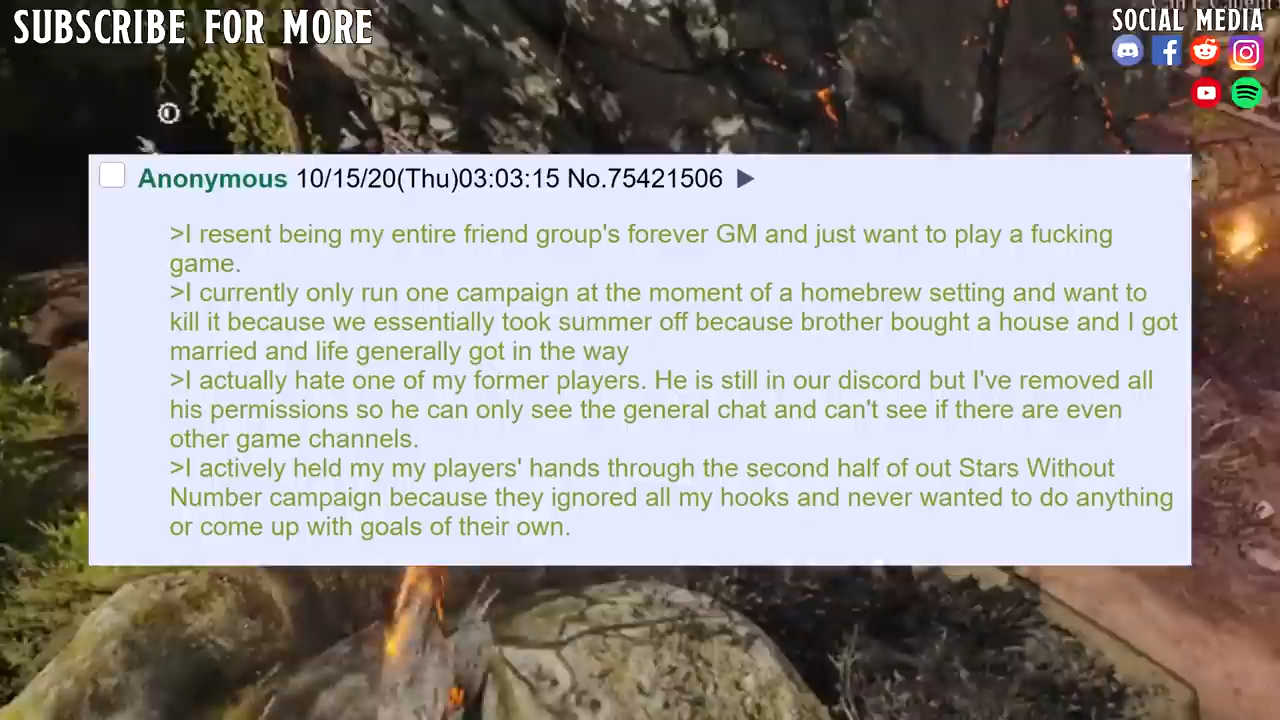 SUBSCRIBE FOR MORE
SOCIAL MEDIA
Anonymous 10/15/20(Thu)03:03:15 No.75421506 ▶
>I resent being my entire friend group's forever GM and just want to play a fucking
game.
>I currently only run one campaign at the moment of a homebrew setting and want to
kill it because we essentially took summer off because brother bought a house and I got
married and life generally got in the way
>I actually hate one of my former players. He is still in our discord but I've removed all
his permissions so he can only see the general chat and can't see if there are even
other game channels.
>I actively held my my players' hands through the second half of out Stars Without
Number campaign because they ignored all my hooks and never wanted to do anything
or come up with goals of their own.